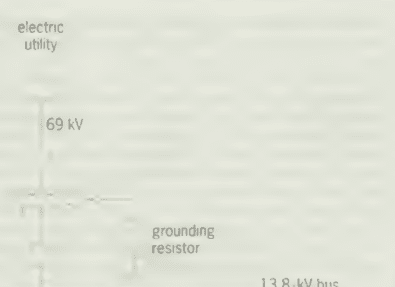 electric
utility
69 kV
grounding
resistor
13.8-kV bus